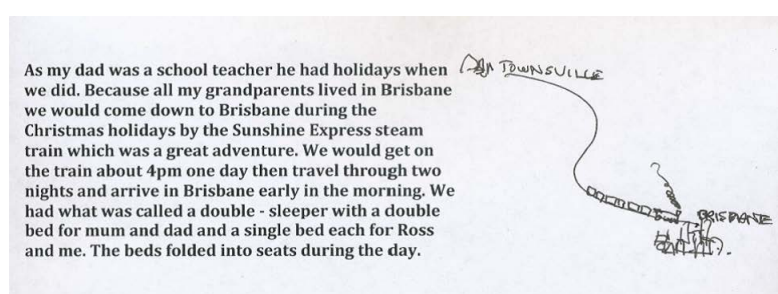 As my dad was a school teacher he had holidays when
we did. Because all my grandparents lived in Brisbane
we would come down to Brisbane during the
Christmas holidays by the Sunshine Express steam
train which was a great adventure. We would get on
the train about 4pm one day then travel through two
nights and arrive in Brisbane early in the morning. We
had what was called a double - sleeper with a double
bed for mum and dad and a single bed each for Ross
and me. The beds folded into seats during the day.
TOWNSVILLE
BRISBANE